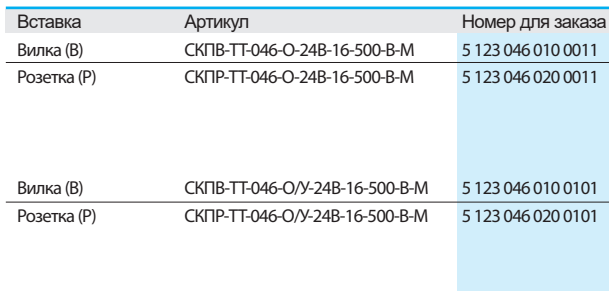 Вставка Артикул Номер для заказа
Вилка (В) СКПВ-ТТ-046-О-24В-16-500-В-М 5 123 046 010 0011
Розетка (Р) СКПР-ТТ-046-О-24В-16-500-В-М 5 123 046 020 0011
Вилка (В) СКПВ-ТТ-046-О/У-24В-16-500-В-М 5 123 046 010 0101
Розетка (Р) СКПР-ТТ-046-О/У-24В-16-500-В-М 5 123 046 020 0101